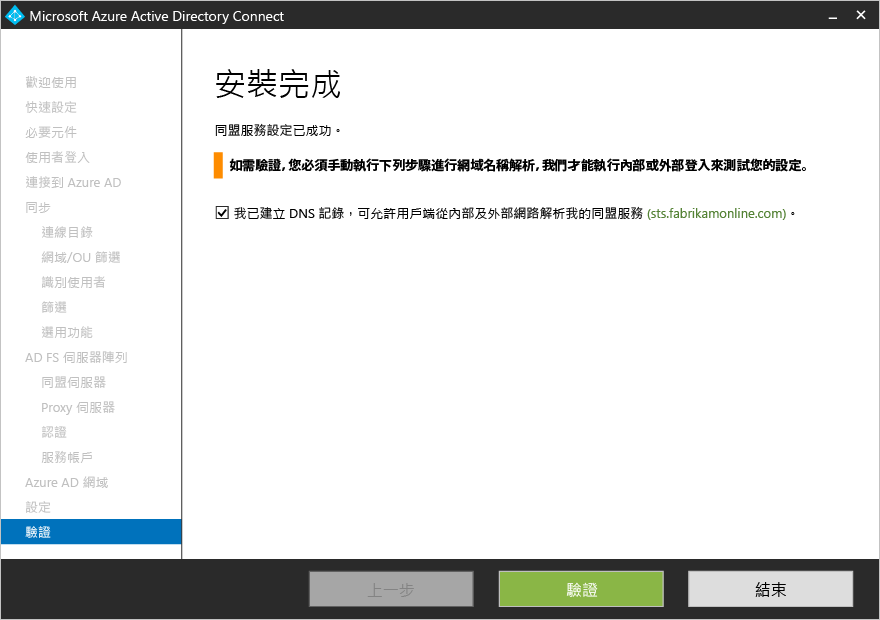 Microsoft Azure Active Directory Connect
歡迎使用
快速設定
必要元件
使用者登入
連接到 Azure AD
同步
連線目錄
網域/OU 篩選
識別使用者
篩選
選用功能
AD FS 伺服器陣列
同盟伺服器
Proxy 伺服器
認證
服務帳戶
Azure AD 網域
設定
驗證
安裝完成
同盟服務設定已成功。
如需驗證, 您必須手動執行下列步驟進行網域名稱解析, 我們才能執行內部或外部登入來測試您的設定。
我已建立 DNS 記錄，可允許用戶端從內部及外部網路解析我的同盟服務 (sts.fabrikamonline.com)。
上一步
驗證
結束